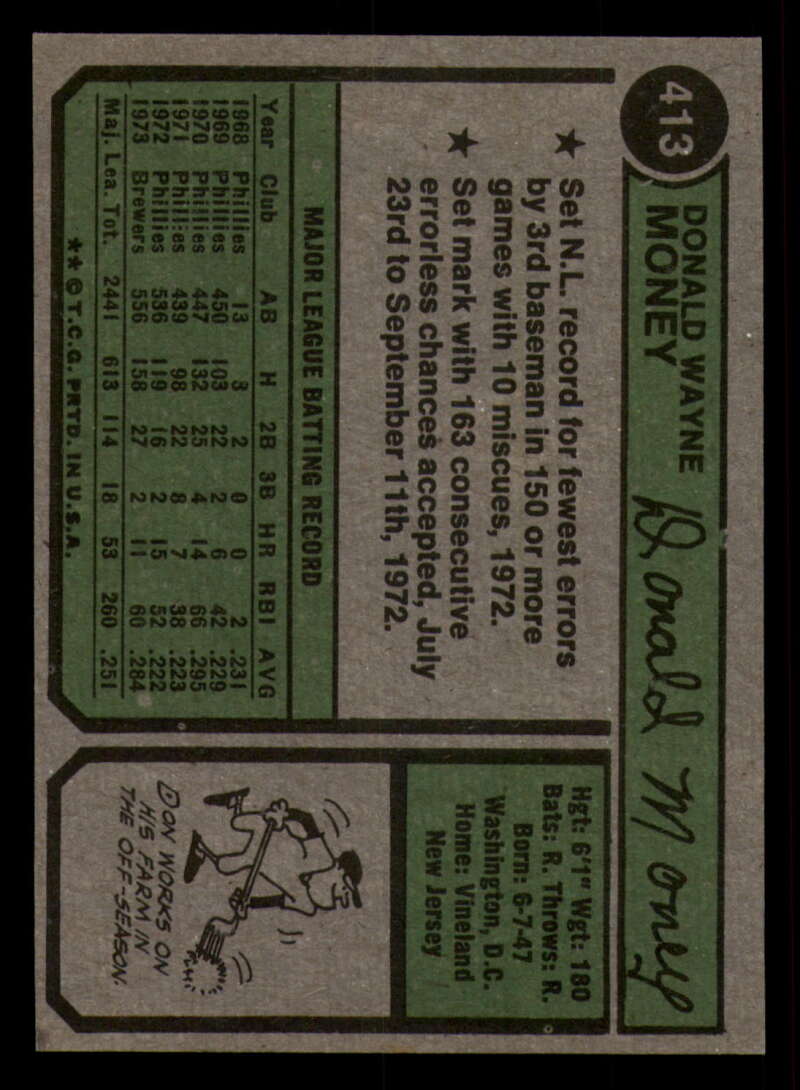 413
DONALD WAYNE
MONEY
Donald Money
★ Set N.L. record for fewest errors
by 3rd baseman in 150 or more
games with 10 miscues, 1972.
★ Set mark with 163 consecutive
errorless chances accepted, July
23rd to September 11th, 1972.
MAJOR LEAGUE BATTING RECORD
Year Club AB H 2B 3B HR RBI AVG
1968 Phillies 13 3 2 0 0 2 .231
1969 Phillies 450 103 22 2 6 42 .229
1970 Phillies 447 132 25 4 14 66 .295
1971 Phillies 439 98 22 8 7 38 .223
1972 Phillies 536 119 16 2 15 52 .222
1973 Brewers 556 158 27 2 11 60 .284
Maj. Lea. Tot. 2441 613 114 18 53 260 .251
**© T.C.G. PRTD. IN U.S.A.
Hgt: 6'1" Wgt: 180
Bats: R. Throws: R.
Born: 6-7-47
Washington, D.C.
Home: Vineland
New Jersey
DON WORKS ON
HIS FARM IN
THE OFF-SEASON.